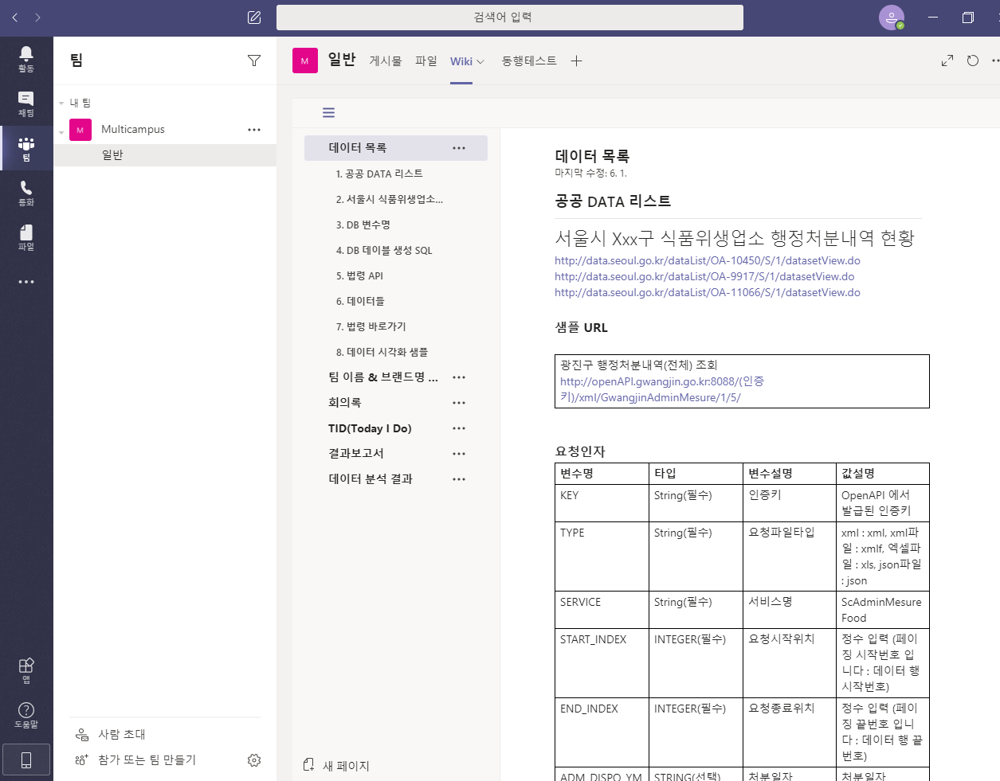 검색어 입력
활동
채팅
팀
통화
파일
앱
도움말
팀
내 팀
M
Multicampus
일반
사람 초대
참가 또는 팀 만들기
M
일반
게시물
파일
Wiki
동행테스트
데이터 목록
1. 공공 DATA 리스트
2. 서울시 식품위생업소...
3. DB 변수명
4. DB 데이블 생성 SQL
5. 법령 API
6. 데이터들
7. 법령 바로가기
8. 데이터 시각화 샘플
팀 이름 & 브랜드명 ...
회의록
TID(Today I Do)
결과보고서
데이터 분석 결과
새 페이지
데이터 목록
마지막 수정: 6. 1.
공공 DATA 리스트
서울시 Xxx구 식품위생업소 행정처분내역 현황
http://data.seoul.go.kr/dataList/OA-10450/S/1/datasetView.do
http://data.seoul.go.kr/dataList/OA-9917/S/1/datasetView.do
http://data.seoul.go.kr/dataList/OA-11066/S/1/datasetView.do
샘플 URL
광진구 행정처분내역(전체) 조회
http://openAPI.gwangjin.go.kr:8088/(인증
키)/xml/GwangjinAdminMesure/1/5/
요청인자
변수명 타입 변수설명 값설명
KEY String(필수) 인증키 OpenAPI 에서
발급된 인증키
TYPE String(필수) 요청파일타입 xml : xml, xml파
일 : xmlf, 엑셀파
일 : xls, json파일
: json
SERVICE String(필수) 서비스명 ScAdminMesure
Food
START_INDEX INTEGER(필수) 요청시작위치 정수 입력 (페이
징 시작번호 입
니다 : 데이터 행
시작번호)
END_INDEX INTEGER(필수) 요청종료위치 정수 입력 (페이
징 끝번호 입니
다 : 데이터 행 끝
번호)
ADM_DISPO_YM STRING(선택) 처분일자 처분일자